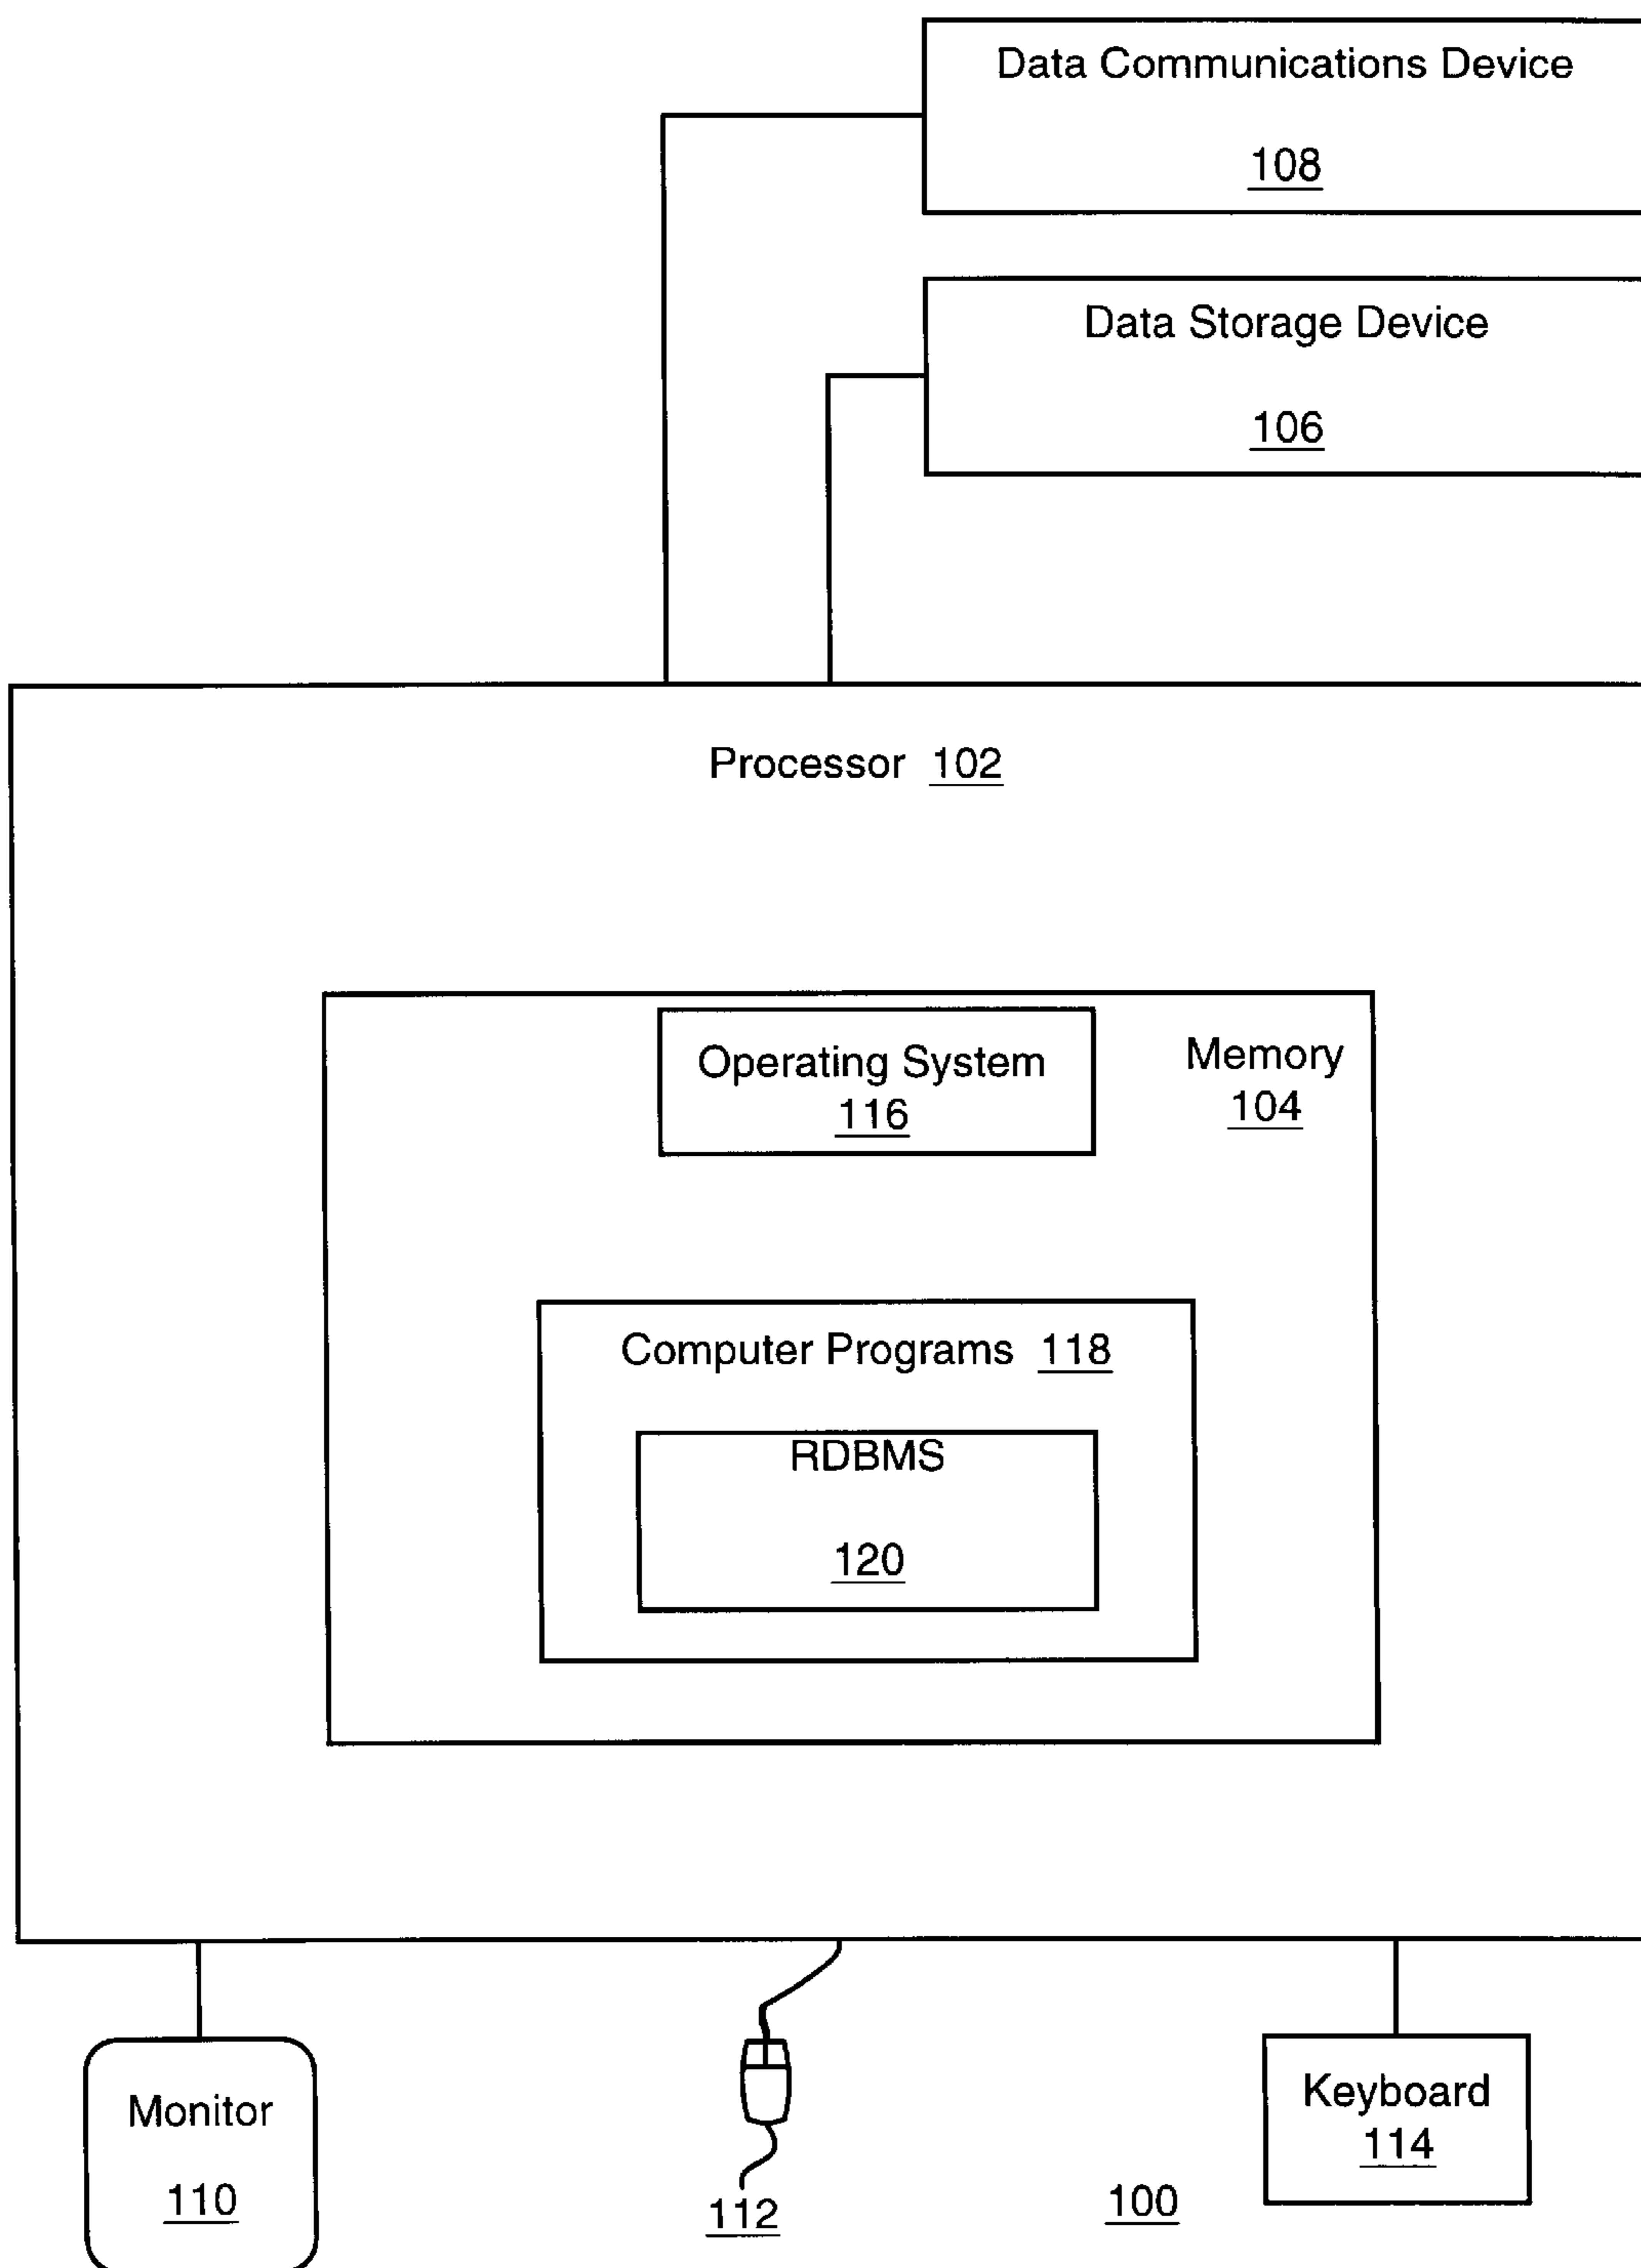 Data Communications Device
108
Data Storage Device
106
Processor 102
Operating System
116
Memory
104
Computer Programs 118
RDBMS
120
Monitor
110
112
100
Keyboard
114